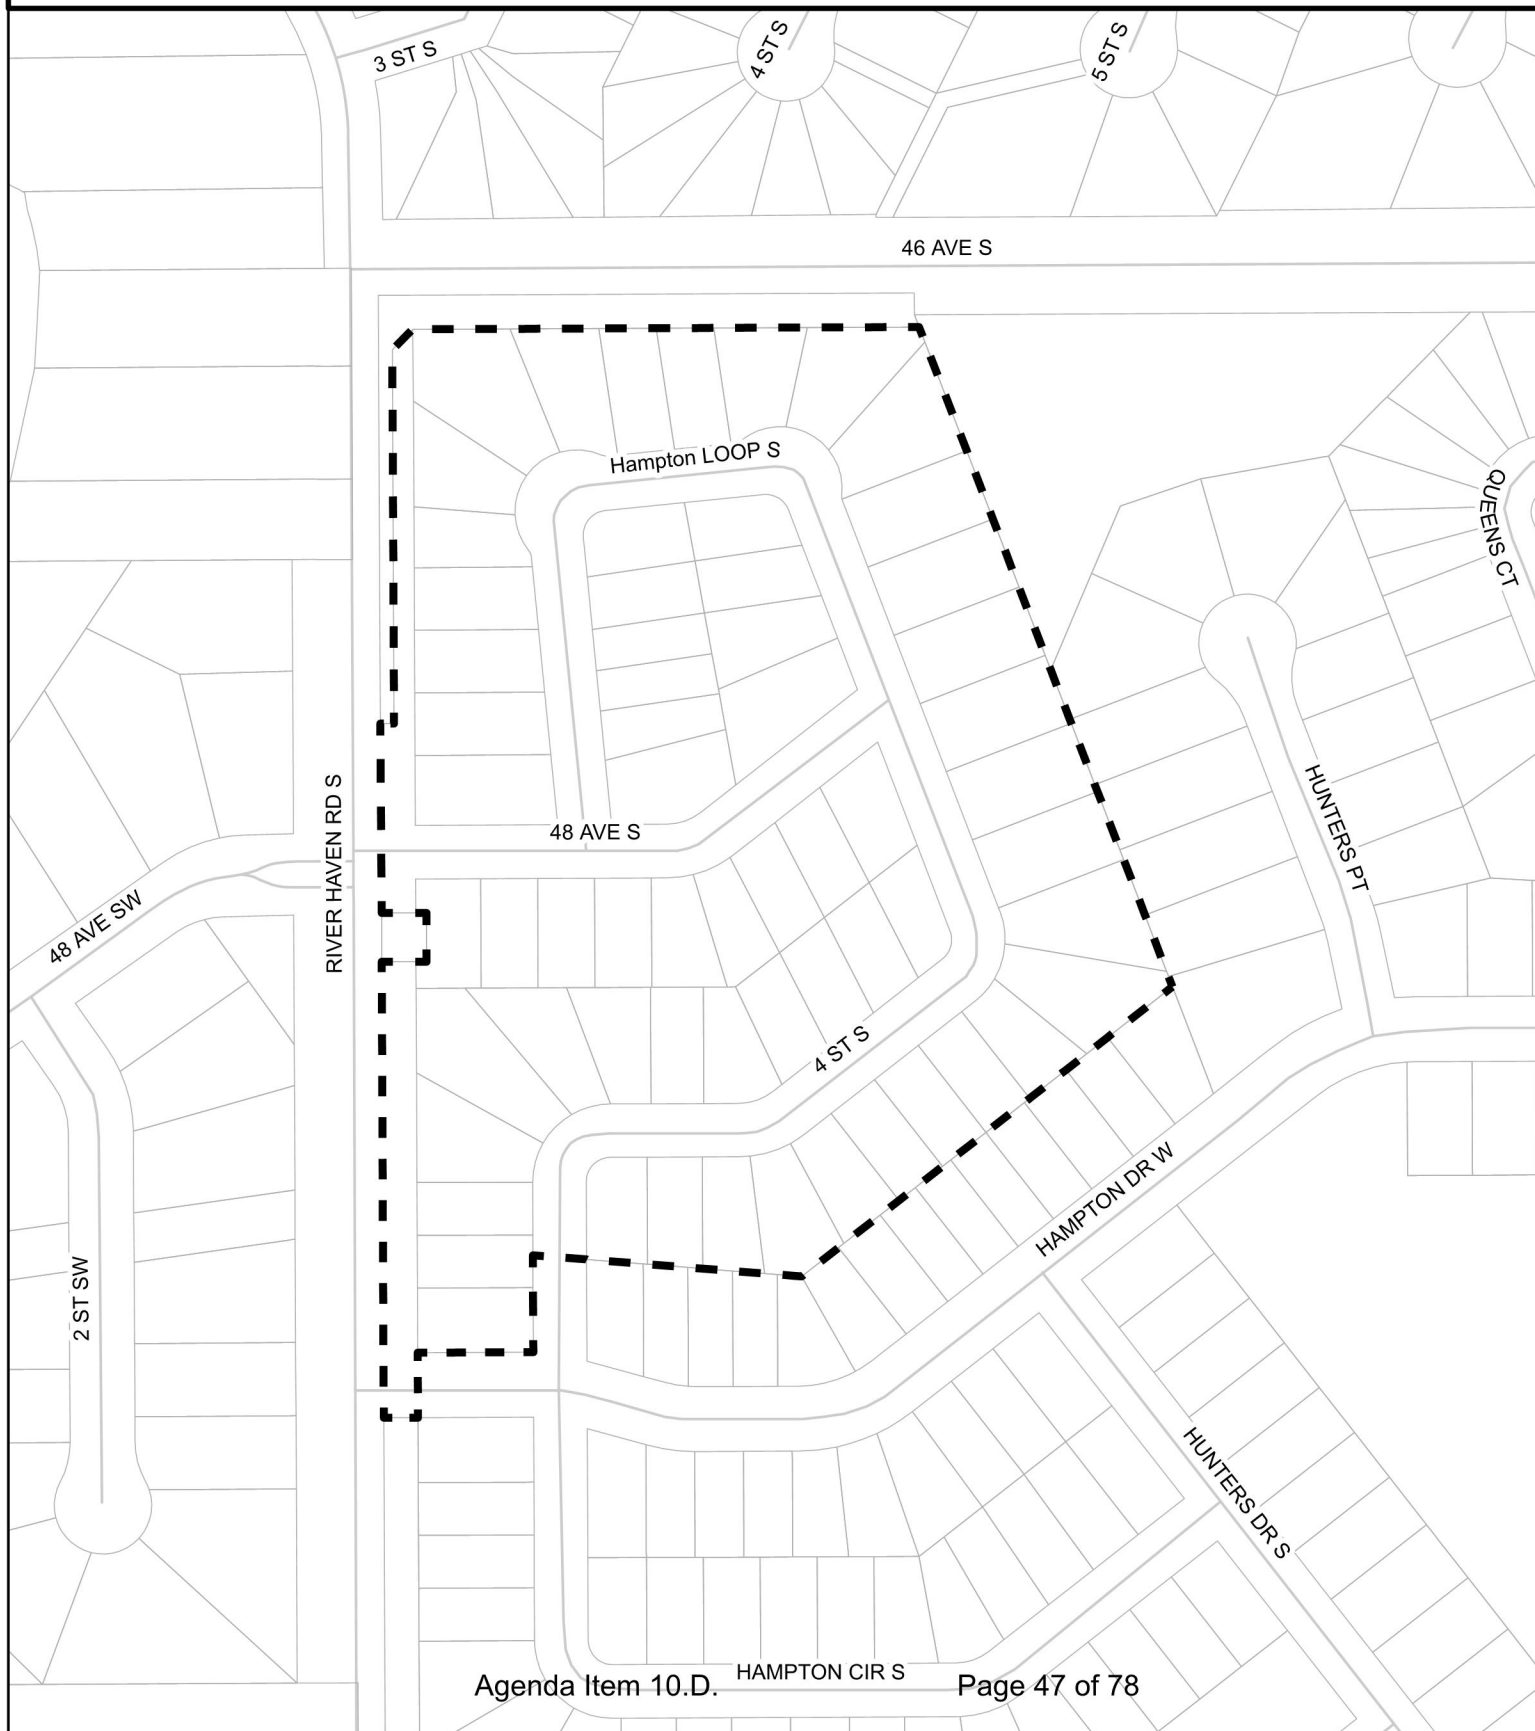 3 ST S
4 ST S
5 ST S
46 AVE S
Hampton LOOP S
QUEENS CT
HUNTERS PT
RIVER HAVEN RD S
48 AVE S
48 AVE SW
4 ST S
HAMPTON DR W
2 ST SW
HUNTERS DR S
HAMPTON CIR S
Agenda Item 10.D.
Page 47 of 78